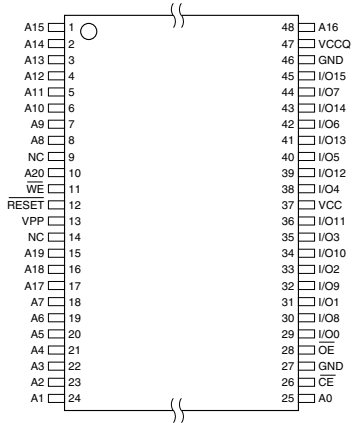 A15 1 48 A16
A14 2 47 VCCQ
A13 3 46 GND
A12 4 45 I/O15
A11 5 44 I/O7
A10 6 43 I/O14
A9 7 42 I/O6
A8 8 41 I/O13
NC 9 40 I/O5
A20 10 39 I/O12
W̅E̅ 11 38 I/O4
R̅E̅S̅E̅T̅ 12 37 VCC
VPP 13 36 I/O11
NC 14 35 I/O3
A19 15 34 I/O10
A18 16 33 I/O2
A17 17 32 I/O9
A7 18 31 I/O1
A6 19 30 I/O8
A5 20 29 I/O0
A4 21 28 O̅E̅
A3 22 27 GND
A2 23 26 C̅E̅
A1 24 25 A0